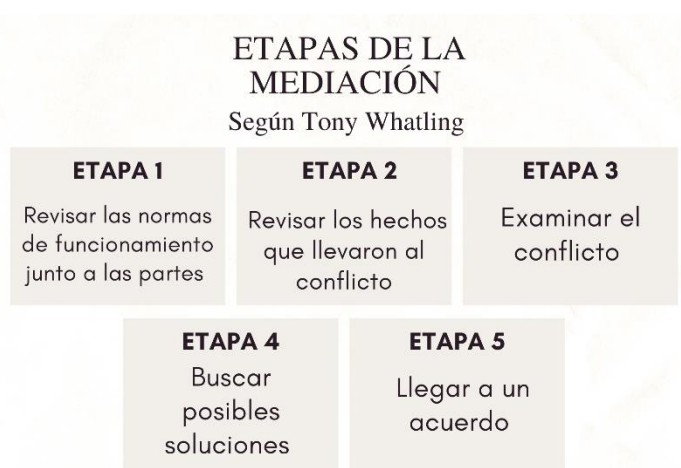 ETAPAS DE LA
MEDIACIÓN
Según Tony Whatling
ETAPA 1
Revisar las normas
de funcionamiento
junto a las partes
ETAPA 2
Revisar los hechos
que llevaron al
conflicto
ETAPA 3
Examinar el
conflicto
ETAPA 4
Buscar
posibles
soluciones
ETAPA 5
Llegar a un
acuerdo